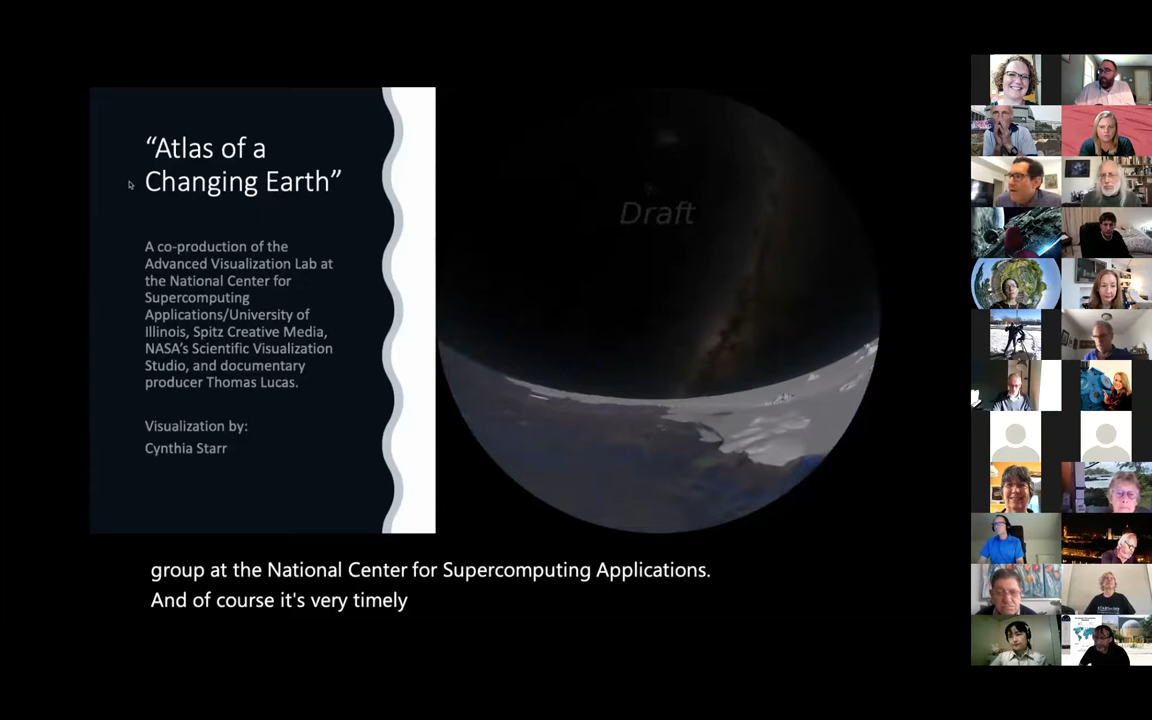 “Atlas of a
Changing Earth”
A co-production of the
Advanced Visualization Lab at
the National Center for
Supercomputing
Applications/University of
Illinois, Spitz Creative Media,
NASA’s Scientific Visualization
Studio, and documentary
producer Thomas Lucas.
Visualization by:
Cynthia Starr
Draft
group at the National Center for Supercomputing Applications.
And of course it's very timely